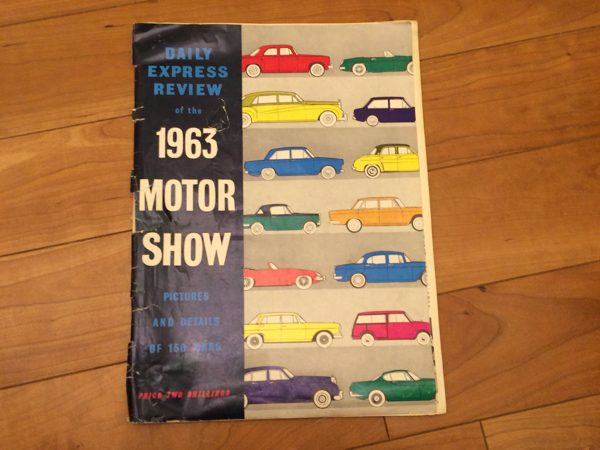 DAILY
EXPRESS
REVIEW
of the
1963
MOTOR
SHOW
PICTURES
AND DETAILS
OF 150 CARS
PRICE TWO SHILLINGS